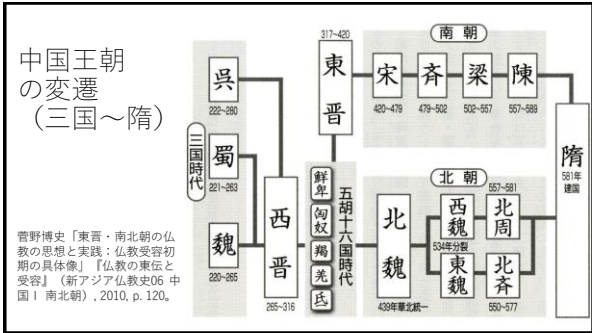 中国王朝
の変遷
（三国～隋）
菅野博史「東晋・南北朝の仏
教の思想と実践：仏教受容初
期の具体像」『仏教の東伝と
受容』（新アジア仏教史06 中
国Ⅰ 南北朝）, 2010, p. 120。
三国時代
呉
222~280
蜀
221~263
魏
220~265
西晋
265~316
317~420
東晋
五胡十六国時代
鮮卑
匈奴
羯
羌
氐
南朝
宋
420~479
斉
479~502
梁
502~557
陳
557~589
北朝
北魏
439年華北統一
534年分裂
西魏
東魏
557~581
北周
北斉
550~577
隋
581年
建国